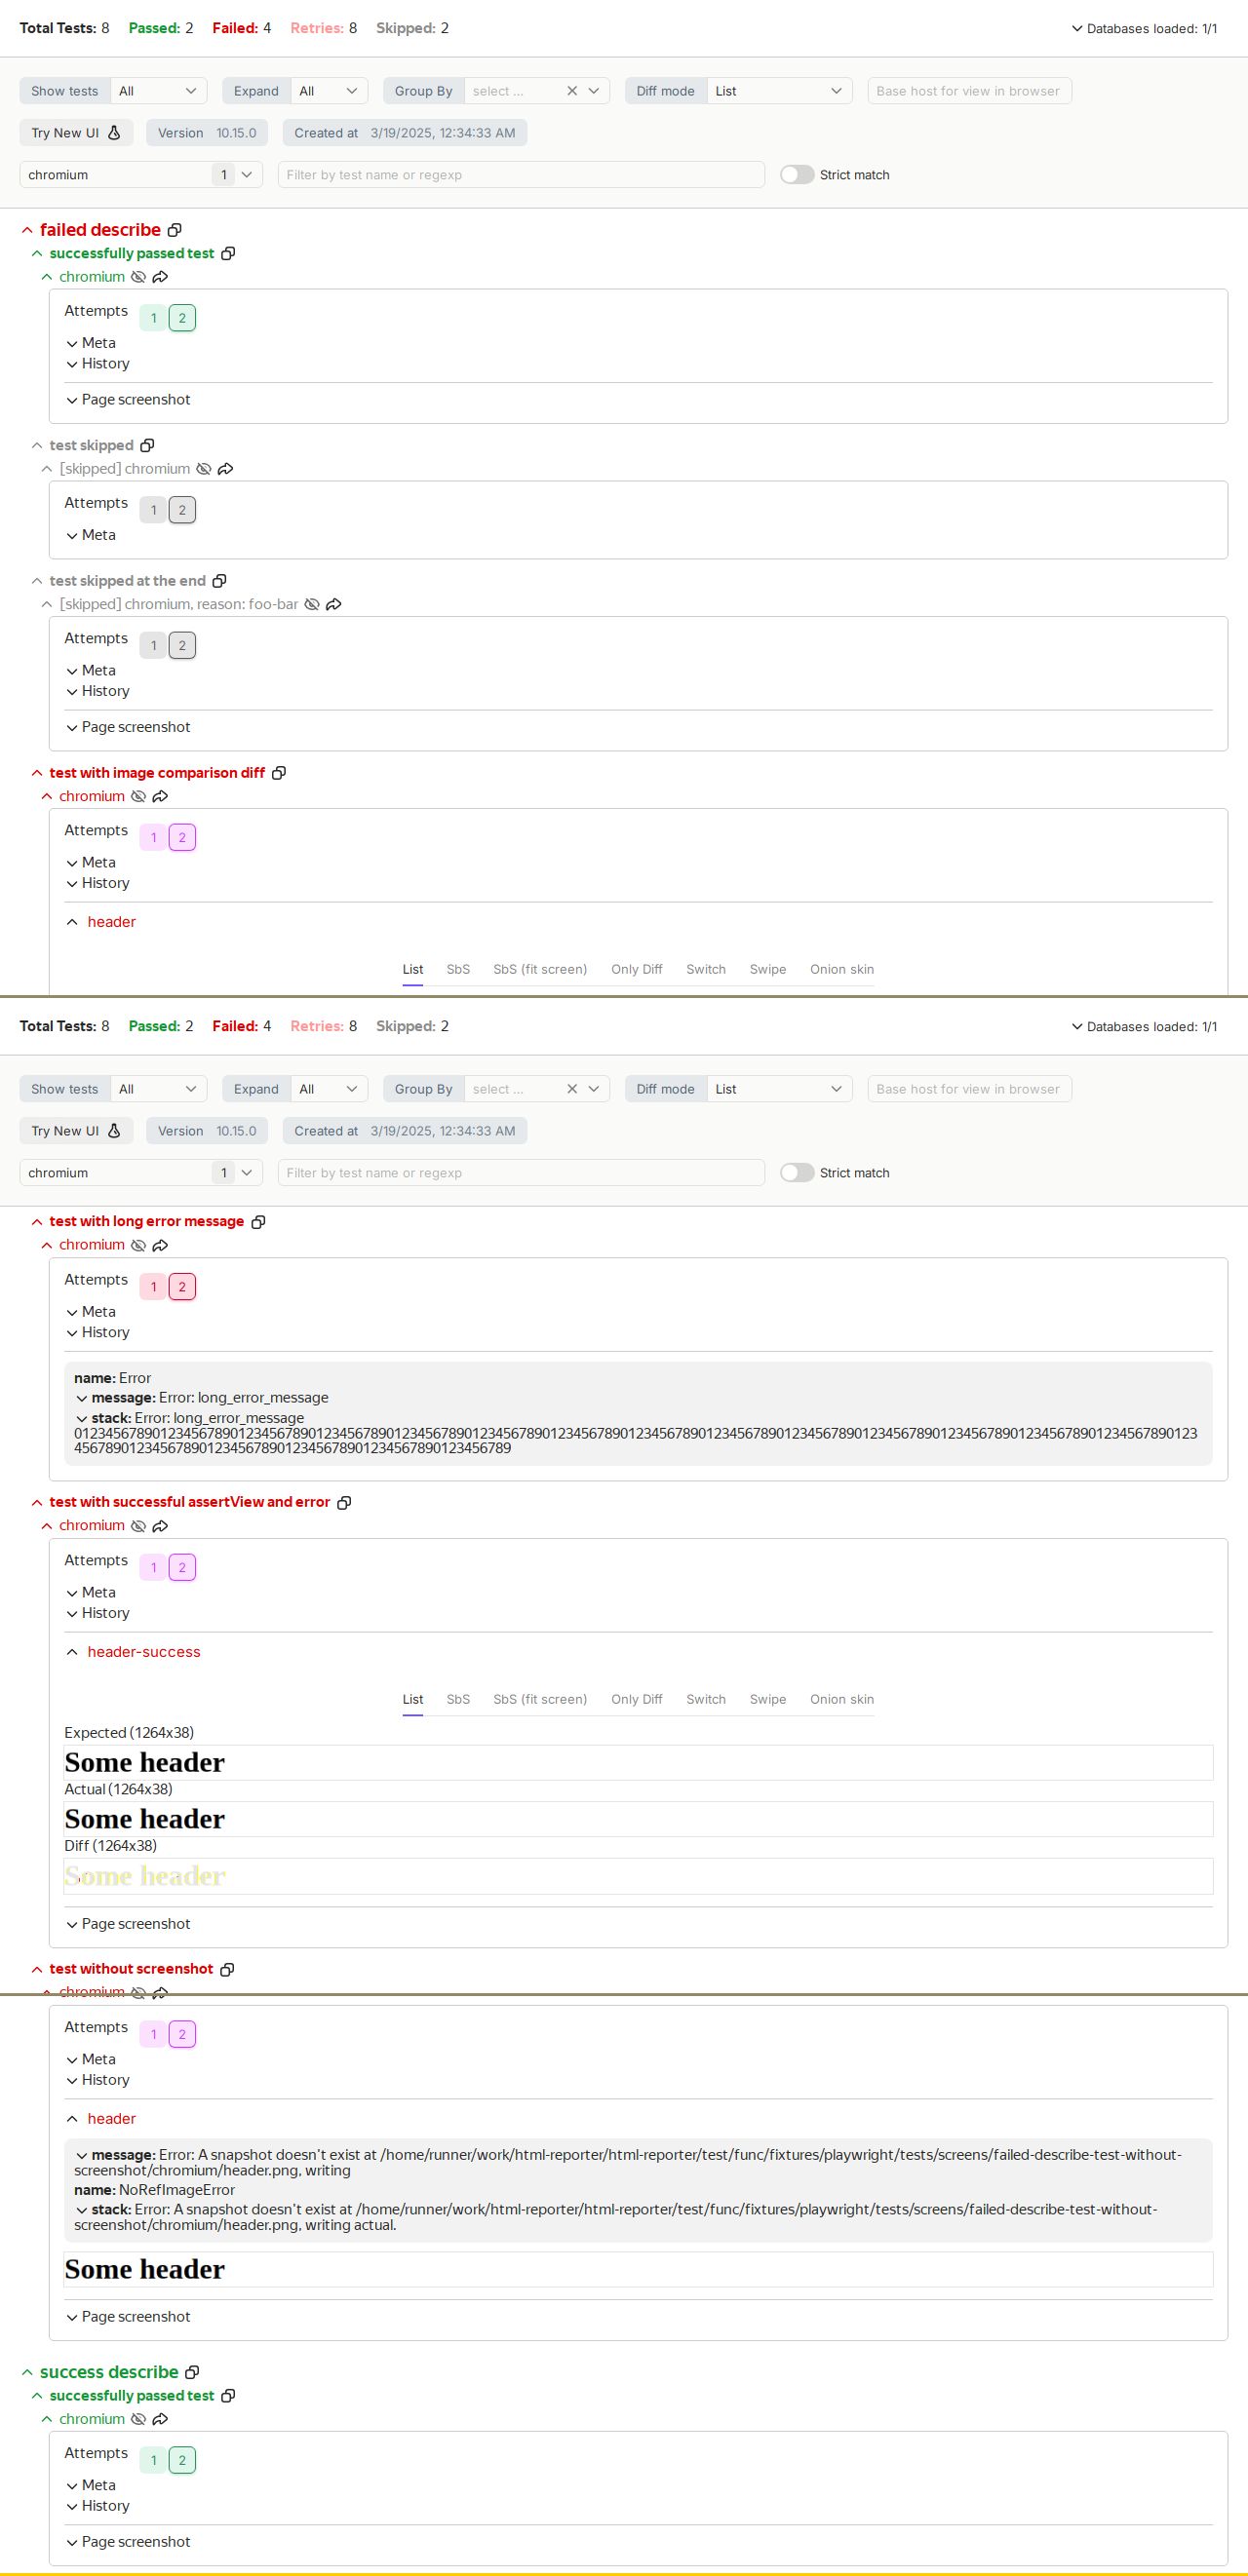 Total Tests: 8 Passed: 2 Failed: 4 Retries: 8 Skipped: 2 Databases loaded: 1/1
Show tests All Expand All Group By select ... Diff mode List Base host for view in browser
Try New UI Version 10.15.0 Created at 3/19/2025, 12:34:33 AM
chromium 1 Filter by test name or regexp Strict match
failed describe
successfully passed test
chromium
Attempts 1 2
Meta
History
Page screenshot
test skipped
[skipped] chromium
Attempts 1 2
Meta
test skipped at the end
[skipped] chromium, reason: foo-bar
Attempts 1 2
Meta
History
Page screenshot
test with image comparison diff
chromium
Attempts 1 2
Meta
History
header
List SbS SbS (fit screen) Only Diff Switch Swipe Onion skin
Total Tests: 8 Passed: 2 Failed: 4 Retries: 8 Skipped: 2 Databases loaded: 1/1
Show tests All Expand All Group By select ... Diff mode List Base host for view in browser
Try New UI Version 10.15.0 Created at 3/19/2025, 12:34:33 AM
chromium 1 Filter by test name or regexp Strict match
test with long error message
chromium
Attempts 1 2
Meta
History
name: Error
message: Error: long_error_message
stack: Error: long_error_message
012345678901234567890123456789012345678901234567890123456789012345678901234567890123456789012345678901234567890123456789012345678901234567890123
45678901234567890123456789012345678901234567890123456789
test with successful assertView and error
chromium
Attempts 1 2
Meta
History
header-success
List SbS SbS (fit screen) Only Diff Switch Swipe Onion skin
Expected (1264x38)
Some header
Actual (1264x38)
Some header
Diff (1264x38)
Some header
Page screenshot
test without screenshot
chromium
Attempts 1 2
Meta
History
header
message: Error: A snapshot doesn't exist at /home/runner/work/html-reporter/html-reporter/test/func/fixtures/playwright/tests/screens/failed-describe-test-without-
screenshot/chromium/header.png, writing
name: NoRefImageError
stack: Error: A snapshot doesn't exist at /home/runner/work/html-reporter/html-reporter/test/func/fixtures/playwright/tests/screens/failed-describe-test-without-
screenshot/chromium/header.png, writing actual.
Some header
Page screenshot
success describe
successfully passed test
chromium
Attempts 1 2
Meta
History
Page screenshot